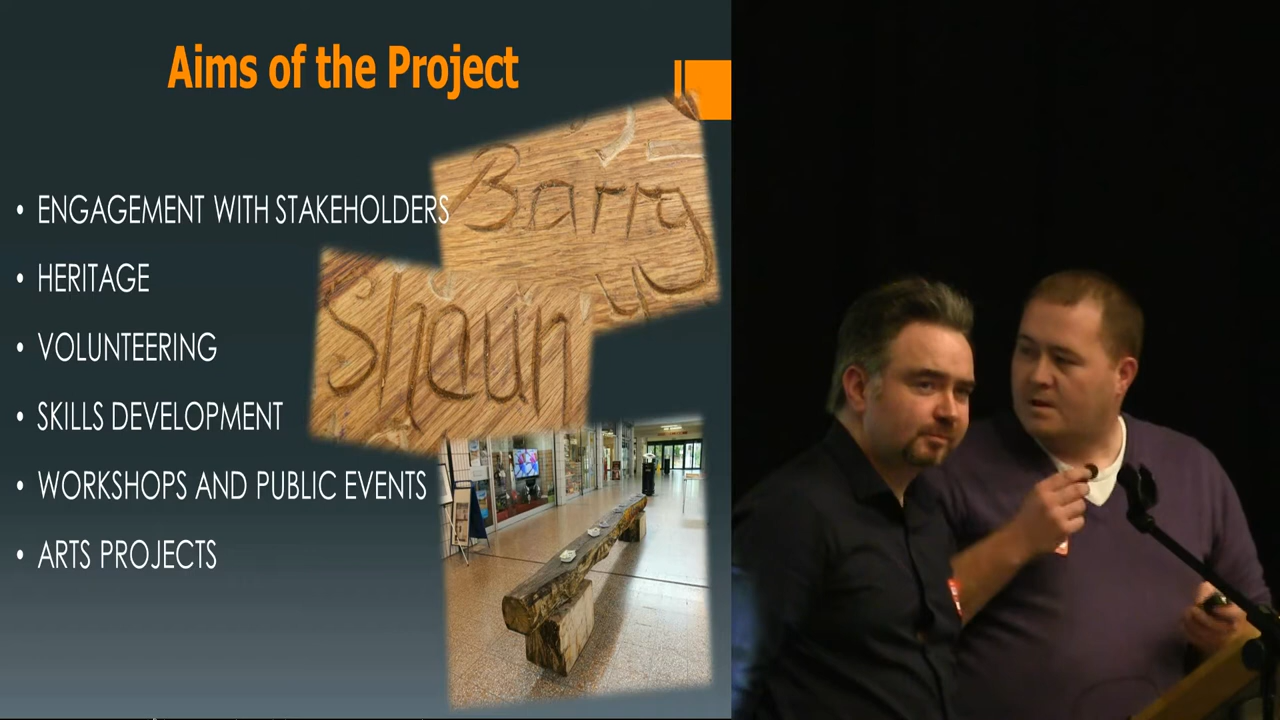 Aims of the Project
Barry
• ENGAGEMENT WITH STAKEHOLDERS
• HERITAGE
Shaun
• VOLUNTEERING
• SKILLS DEVELOPMENT
• WORKSHOPS AND PUBLIC EVENTS
• ARTS PROJECTS